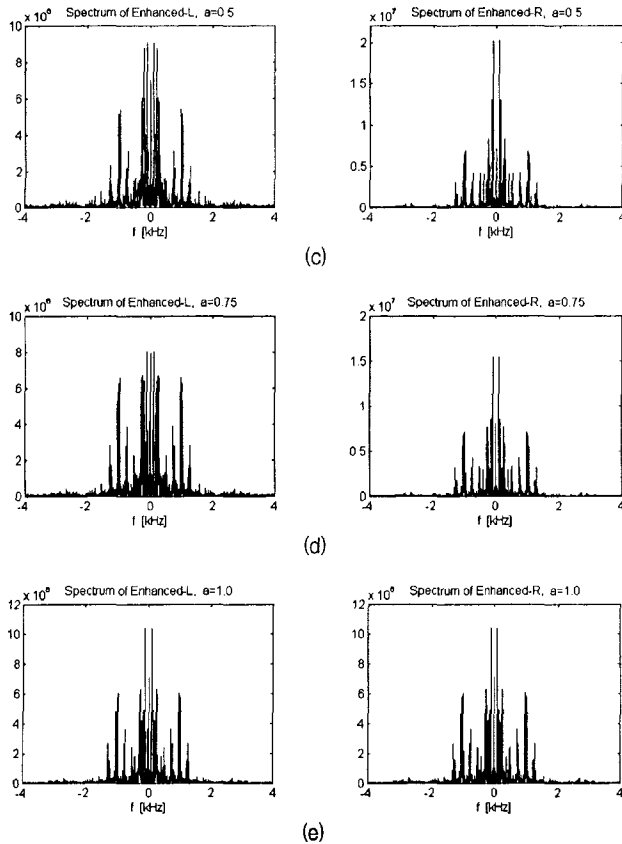 Spectrum of Enhanced-L, a=0.5
x 10⁶
10
8
6
4
2
0
-4 -2 0 2 4
f [kHz]
Spectrum of Enhanced-R, a=0.5
x 10⁷
2
1.5
1
0.5
0
-4 -2 0 2 4
f [kHz]
(c)
Spectrum of Enhanced-L, a=0.75
x 10⁶
10
8
6
4
2
0
-4 -2 0 2 4
f [kHz]
Spectrum of Enhanced-R, a=0.75
x 10⁷
2
1.5
1
0.5
0
-4 -2 0 2 4
f [kHz]
(d)
Spectrum of Enhanced-L, a=1.0
x 10⁶
12
10
8
6
4
2
0
-4 -2 0 2 4
f [kHz]
Spectrum of Enhanced-R, a=1.0
x 10⁶
12
10
8
6
4
2
0
-4 -2 0 2 4
f [kHz]
(e)